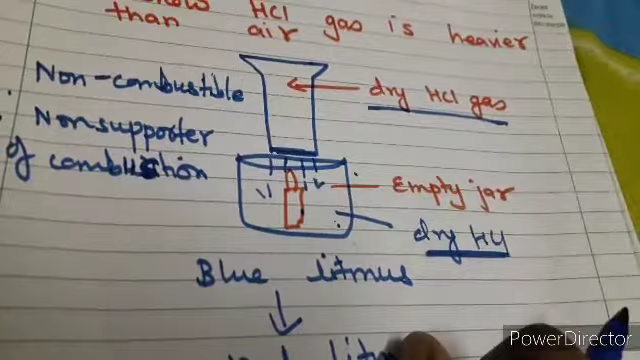 HCl gas is heavier
than air
Non-combustible
dry HCl gas
Nonsupporter
of combustion
Empty jar
dry HCl
Blue litmus
PowerDirector